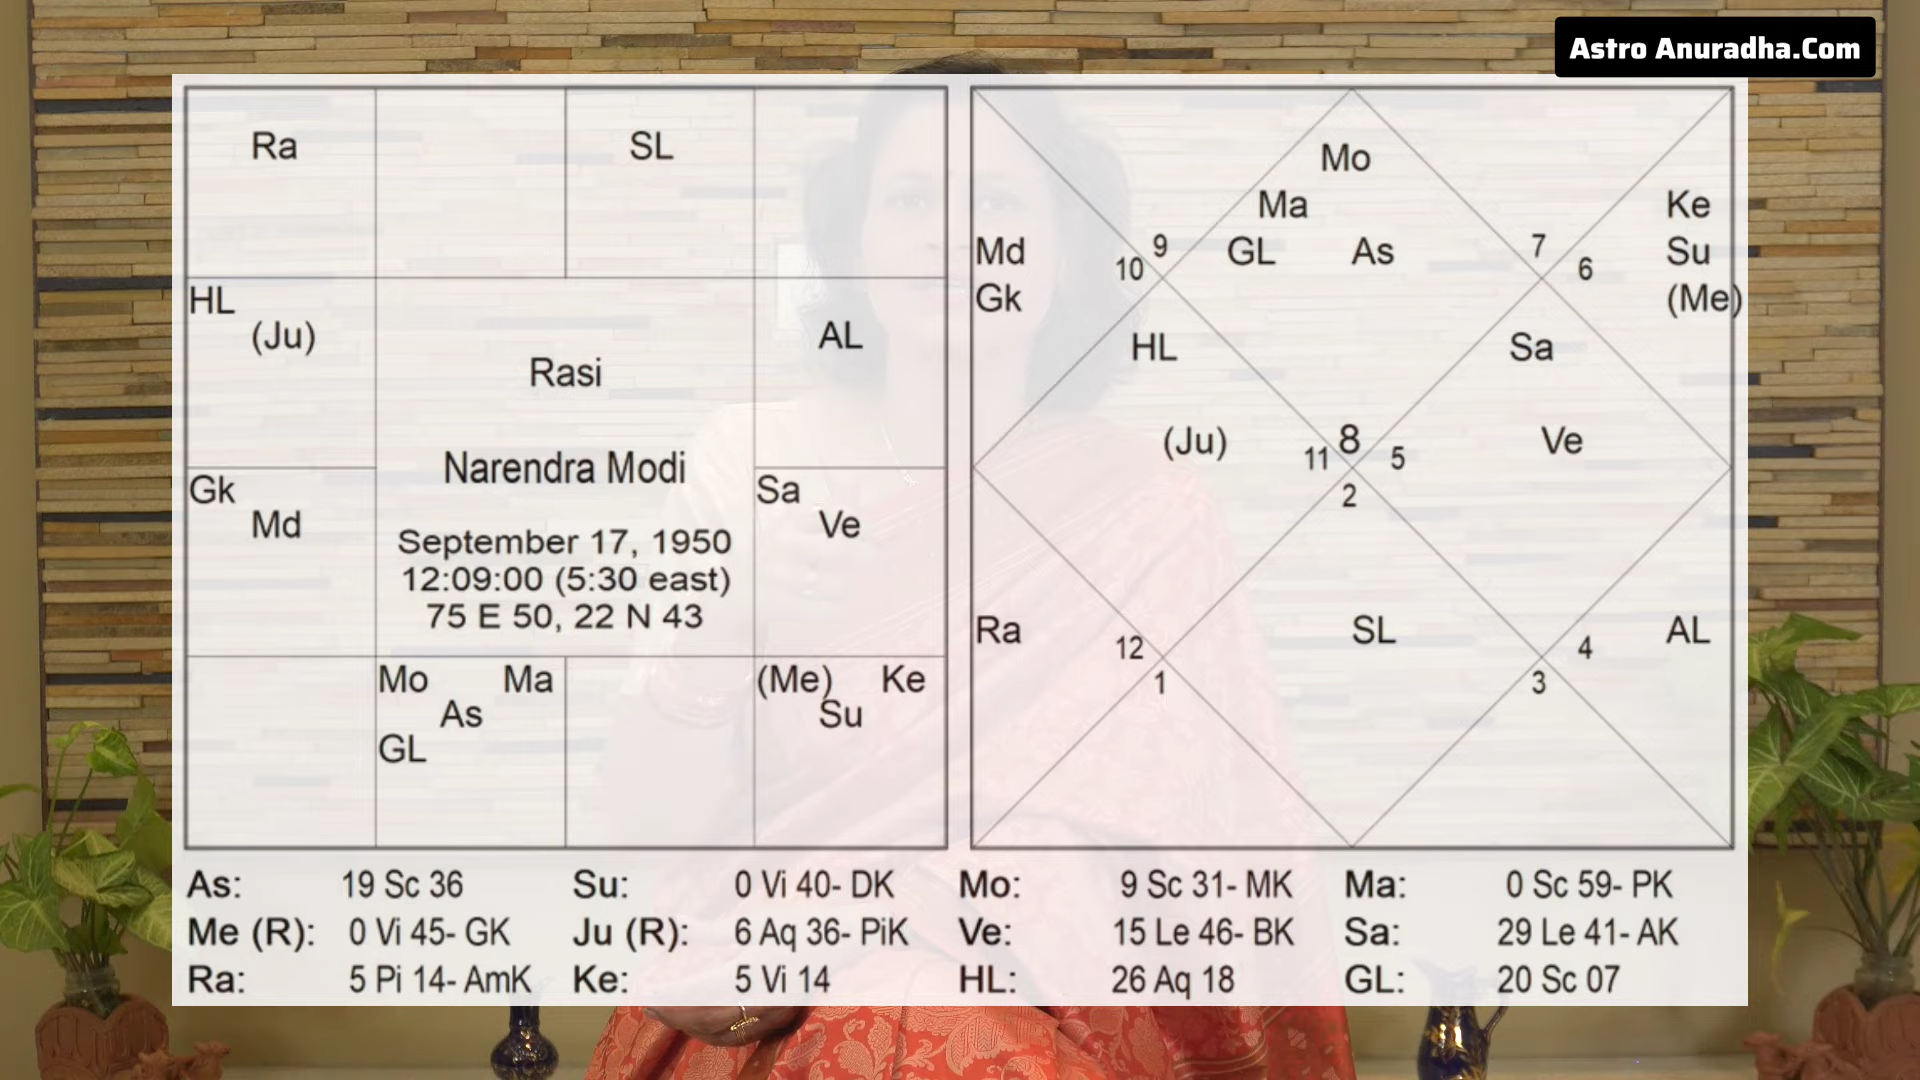 Astro Anuradha.Com
Ra
SL
HL
(Ju)
AL
Rasi
Narendra Modi
September 17, 1950
12:09:00 (5:30 east)
75 E 50, 22 N 43
Gk
Md
Sa
Ve
Mo Ma
As
GL
(Me) Ke
Su
Mo
Ma
GL As
Md
Gk
9
10
7
6
Ke
Su
(Me)
HL
(Ju)
Sa
Ve
11 8 5
2
Ra
12
1
SL
4
3
AL
As: 19 Sc 36 Su: 0 Vi 40- DK Mo: 9 Sc 31- MK Ma: 0 Sc 59- PK
Me (R): 0 Vi 45- GK Ju (R): 6 Aq 36- PiK Ve: 15 Le 46- BK Sa: 29 Le 41- AK
Ra: 5 Pi 14- AmK Ke: 5 Vi 14 HL: 26 Aq 18 GL: 20 Sc 07